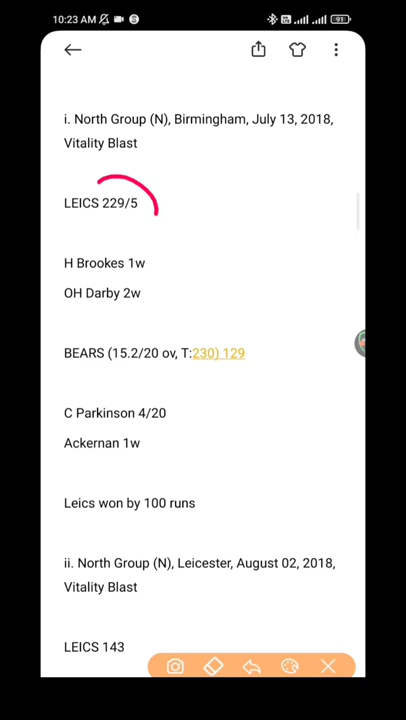 10:23 AM
91
i. North Group (N), Birmingham, July 13, 2018,
Vitality Blast
LEICS 229/5
H Brookes 1w
OH Darby 2w
BEARS (15.2/20 ov, T:230) 129
C Parkinson 4/20
Ackernan 1w
Leics won by 100 runs
ii. North Group (N), Leicester, August 02, 2018,
Vitality Blast
LEICS 143